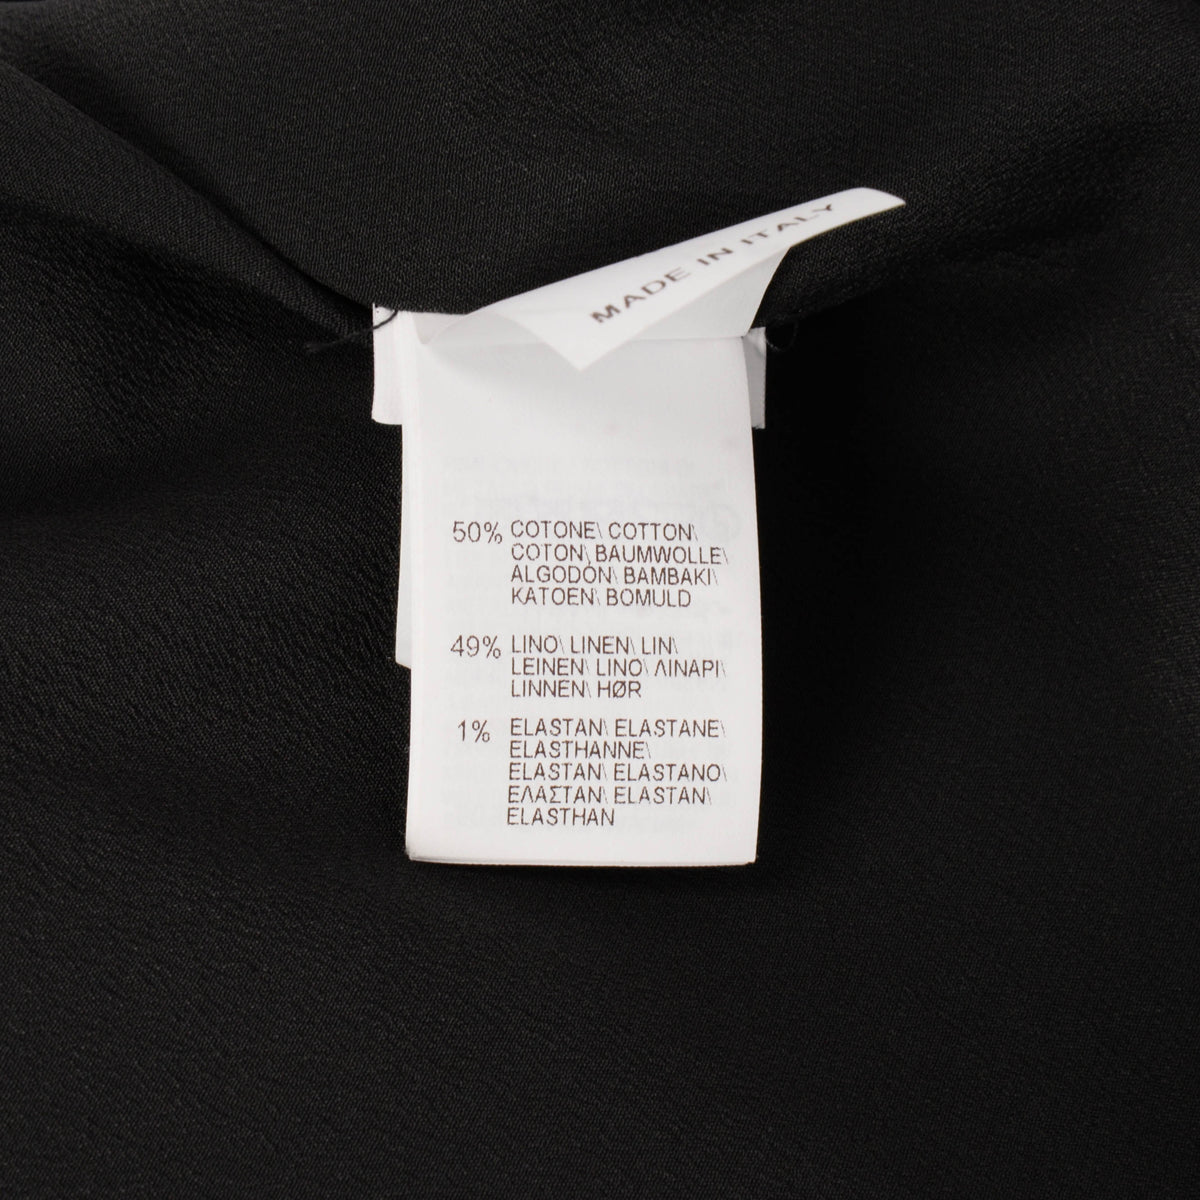 MADE IN ITALY
50% COTONE\ COTTON\
COTON\ BAUMWOLLE\
ALGODÓN\ BAMBAKI\
KATOEN\ BOMULD
49% LINO\ LINEN\ LIN\
LEINEN\ LINO\ ΛΙΝΑΡΙ\
LINNEN\ HØR
1% ELASTAN\ ELASTANE\
ELASTHANNE\
ELASTAN\ ELASTANO\
ΕΛΑΣΤΑΝ\ ELASTAN\
ELASTHAN